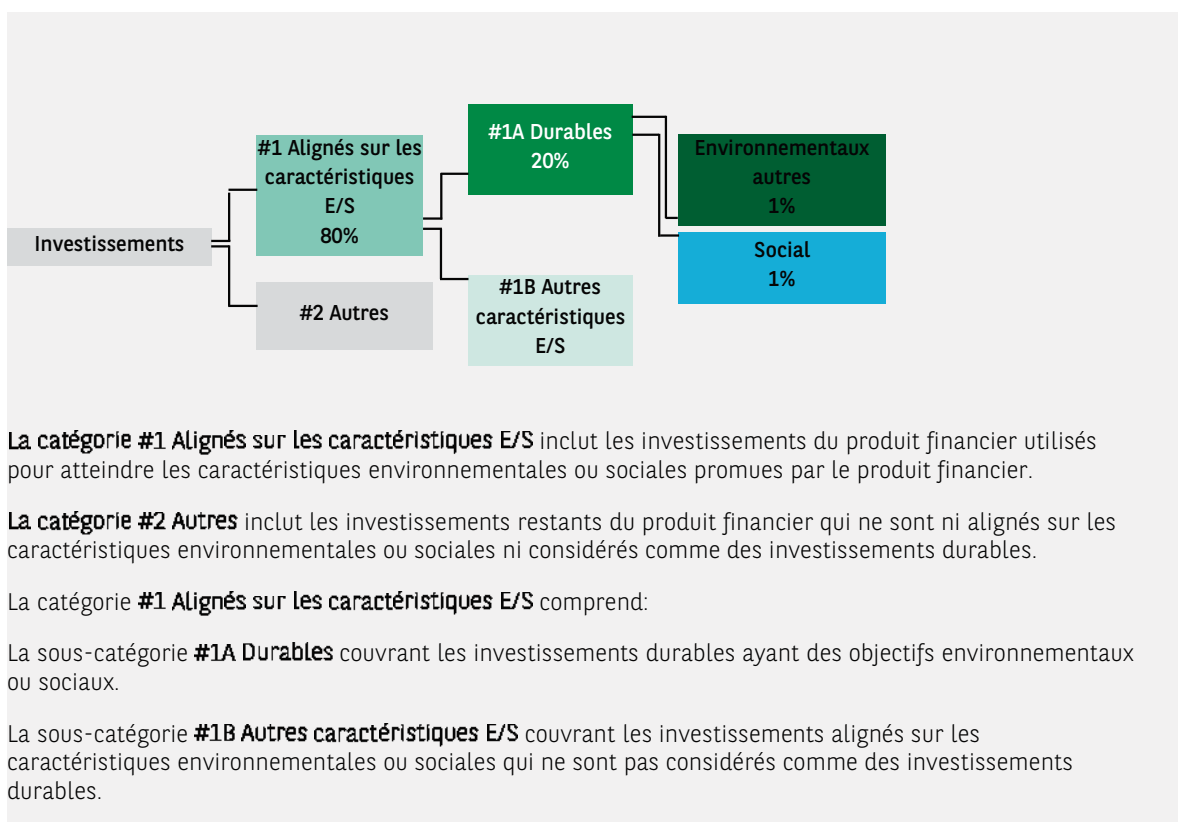 Investissements
#1 Alignés sur les
caractéristiques
E/S
80%
#2 Autres
#1A Durables
20%
#1B Autres
caractéristiques
E/S
Environnementaux
autres
1%
Social
1%
La catégorie #1 Alignés sur les caractéristiques E/S inclut les investissements du produit financier utilisés
pour atteindre les caractéristiques environnementales ou sociales promues par le produit financier.
La catégorie #2 Autres inclut les investissements restants du produit financier qui ne sont ni alignés sur les
caractéristiques environnementales ou sociales ni considérés comme des investissements durables.
La catégorie #1 Alignés sur les caractéristiques E/S comprend:
La sous-catégorie #1A Durables couvrant les investissements durables ayant des objectifs environnementaux
ou sociaux.
La sous-catégorie #1B Autres caractéristiques E/S couvrant les investissements alignés sur les
caractéristiques environnementales ou sociales qui ne sont pas considérés comme des investissements
durables.